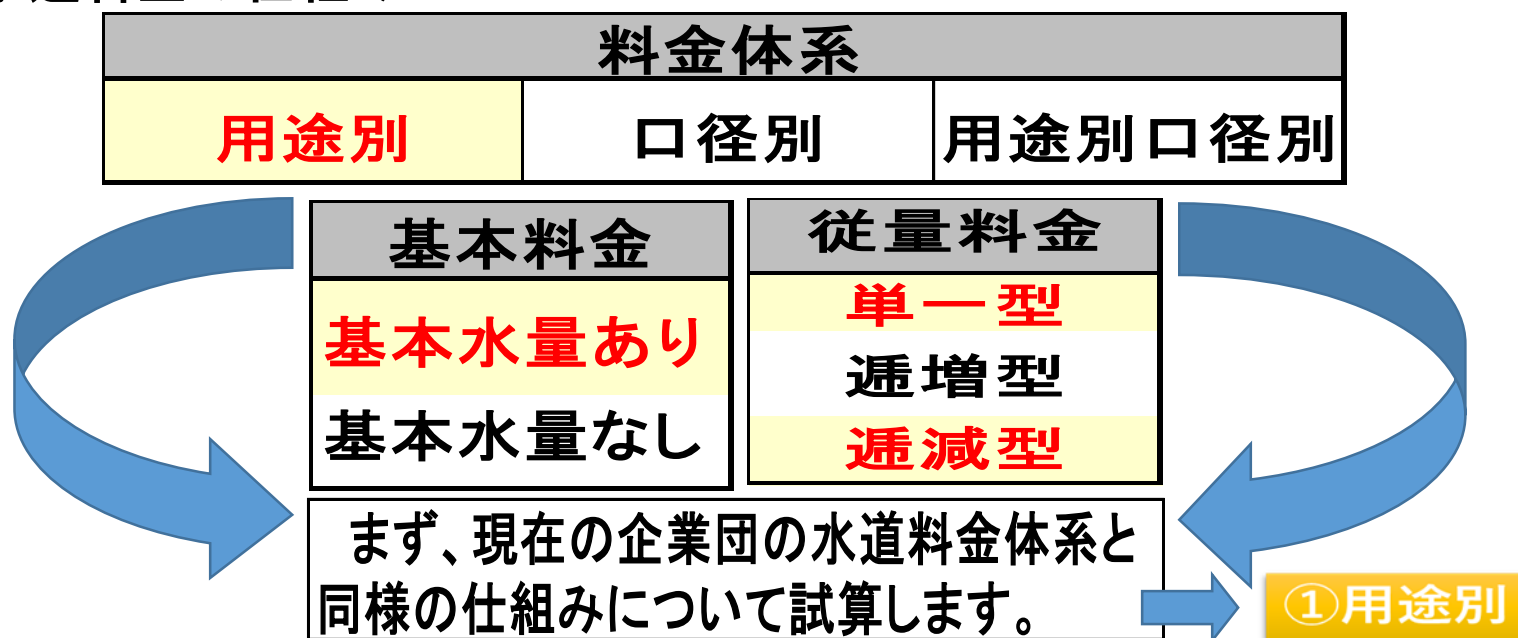 料金体系
用途別
口径別
用途別口径別
基本料金
基本水量あり
基本水量なし
従量料金
単一型
逓増型
逓減型
まず、現在の企業団の水道料金体系と
同様の仕組みについて試算します。
①用途別